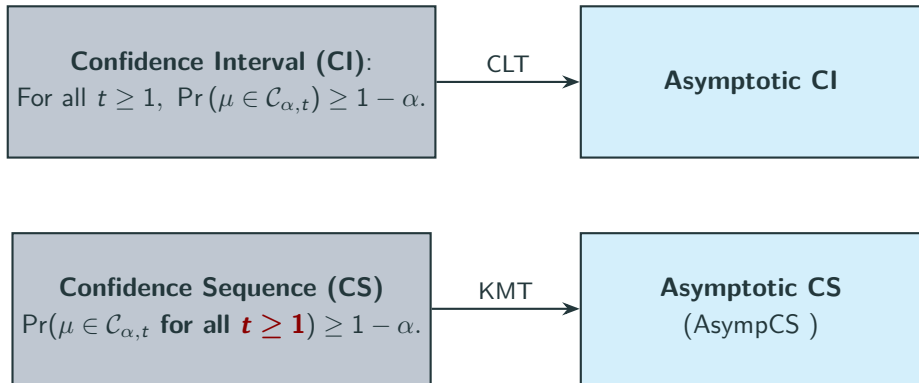 Confidence Interval (CI):
For all t ≥ 1, Pr (μ ∈ 𝒞_{α,t}) ≥ 1 − α.
CLT
Asymptotic CI
Confidence Sequence (CS)
Pr(μ ∈ 𝒞_{α,t} for all t ≥ 1) ≥ 1 − α.
KMT
Asymptotic CS
(AsympCS )